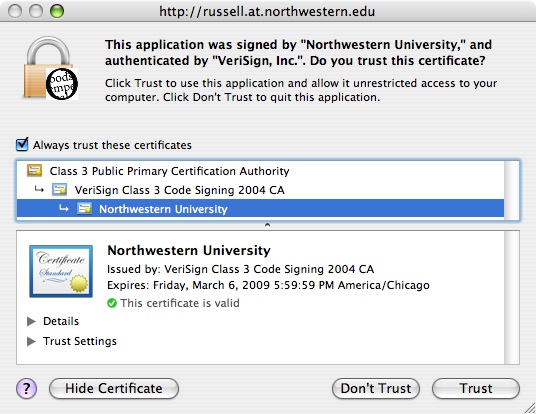 http://russell.at.northwestern.edu
This application was signed by "Northwestern University," and
authenticated by "VeriSign, Inc.". Do you trust this certificate?
Click Trust to use this application and allow it unrestricted access to your
computer. Click Don't Trust to quit this application.
Always trust these certificates
Class 3 Public Primary Certification Authority
VeriSign Class 3 Code Signing 2004 CA
Northwestern University
Certificate
Standard
Northwestern University
Issued by: VeriSign Class 3 Code Signing 2004 CA
Expires: Friday, March 6, 2009 5:59:59 PM America/Chicago
This certificate is valid
Details
Trust Settings
?
Hide Certificate
Don't Trust
Trust